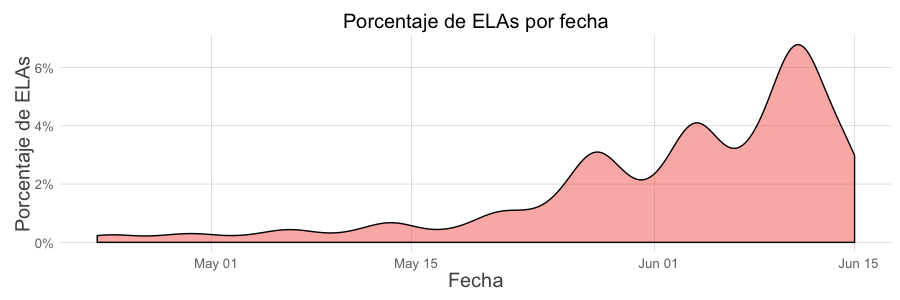 Porcentaje de ELAs por fecha
Porcentaje de ELAs
6%
4%
2%
0%
May 01
May 15
Jun 01
Jun 15
Fecha